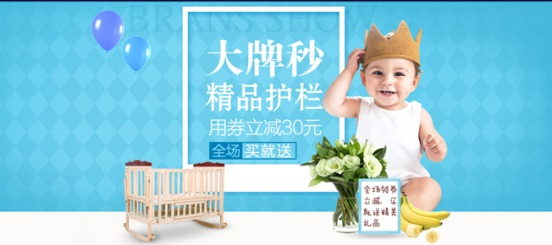 BRANS SHOW
大牌秒
精品护栏
用券立减30元
全场 买就送
全场领券
立减，买
就送精美
礼品